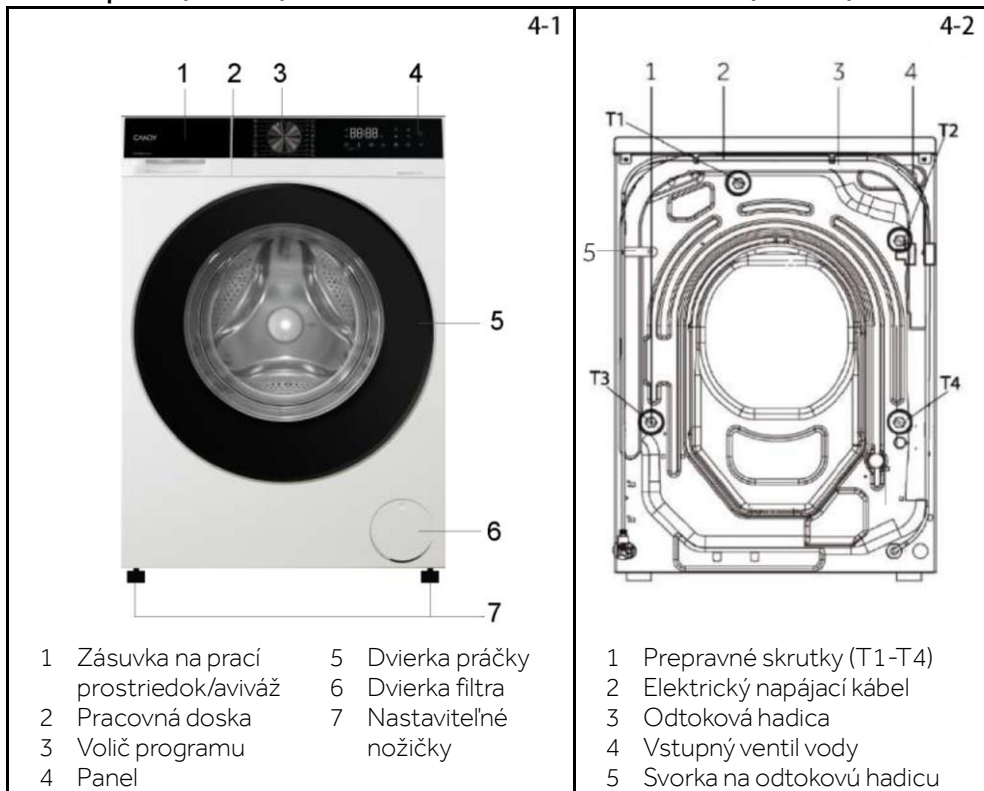 4-1
4-2
1 2 3 4
CANDY
88:88
5
6
7
1 2 3 4
T1
T2
5
T3
T4
1 Zásuvka na prací
prostriedok/aviváž
2 Pracovná doska
3 Volič programu
4 Panel
5 Dvierka práčky
6 Dvierka filtra
7 Nastaviteľné
nožičky
1 Prepravné skrutky (T1-T4)
2 Elektrický napájací kábel
3 Odtoková hadica
4 Vstupný ventil vody
5 Svorka na odtokovú hadicu